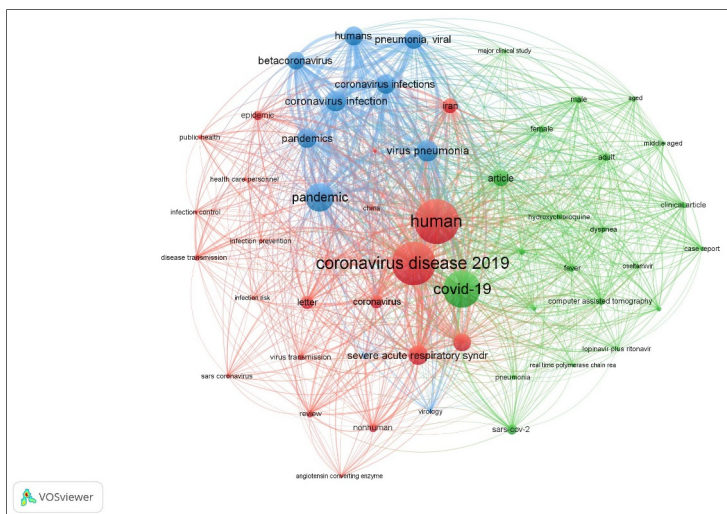 humans
pneumonia, viral
major clinical study
betacoronavirus
coronavirus infections
coronavirus infection
iran
male
aged
epidemic
public health
pandemics
female
middle aged
virus pneumonia
adult
health care personnel
article
pandemic
china
clinical article
infection control
human
hydroxychloroquine
dyspnea
infection prevention
case report
disease transmission
coronavirus disease 2019
fever
oseltamivir
covid-19
infection risk
letter
coronavirus
computer assisted tomography
virus transmission
severe acute respiratory syndr
lopinavir plus ritonavir
real time polymerase chain rea
sars coronavirus
pneumonia
review
virology
nonhuman
sars-cov-2
angiotensin converting enzyme
VOSviewer